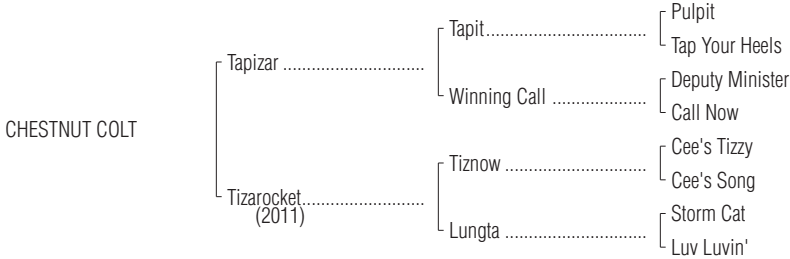 Pulpit
Tapit................................
Tap Your Heels
Tapizar ............................
Deputy Minister
Winning Call ...................
Call Now
CHESTNUT COLT
Cee's Tizzy
Tiznow ............................
Cee's Song
Tizarocket........................
(2011)
Storm Cat
Lungta ............................
Luv Luvin'